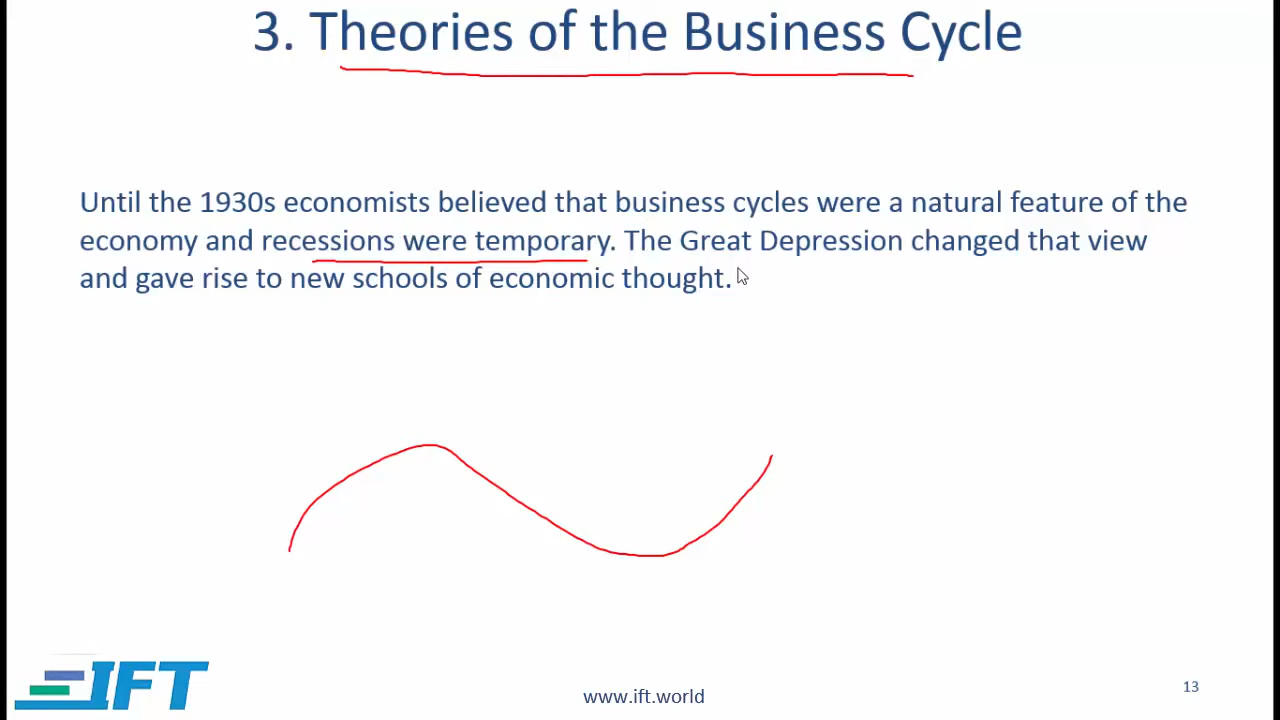 3. Theories of the Business Cycle
Until the 1930s economists believed that business cycles were a natural feature of the
economy and recessions were temporary. The Great Depression changed that view
and gave rise to new schools of economic thought.
IFT
www.ift.world
13